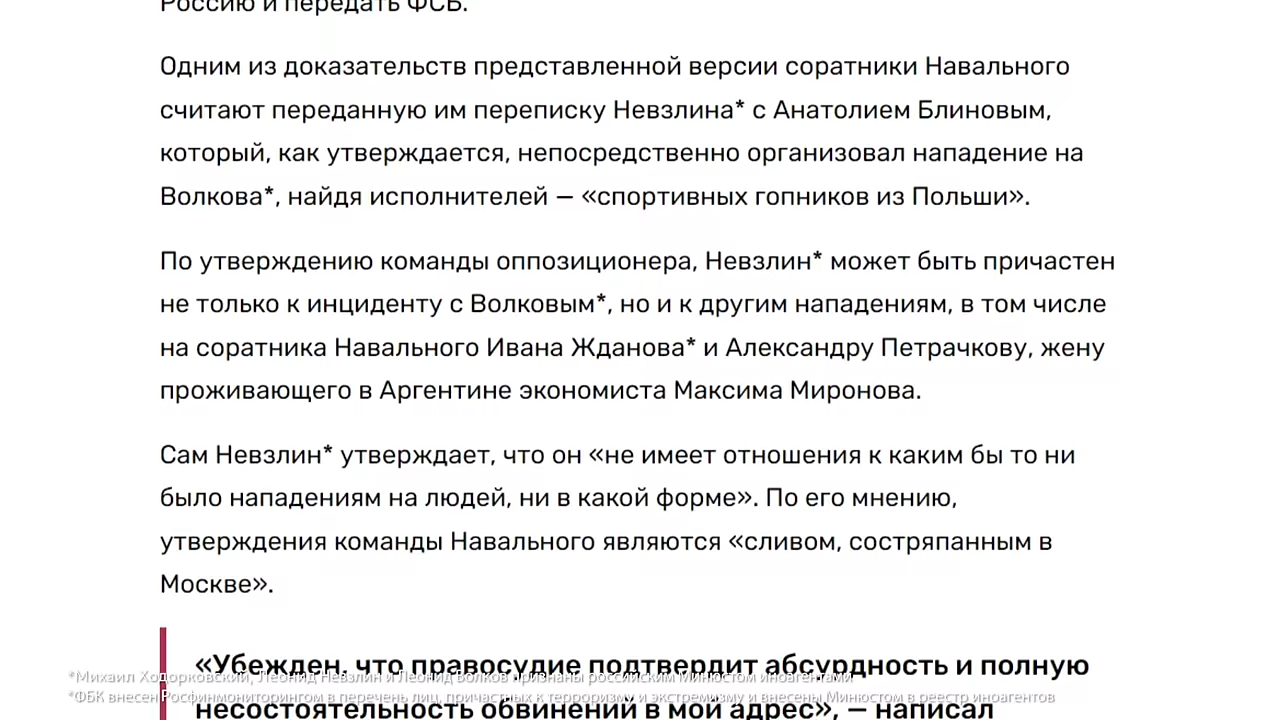 Россию и передать ФСБ.
Одним из доказательств представленной версии соратники Навального
считают переданную им переписку Невзлина* с Анатолием Блиновым,
который, как утверждается, непосредственно организовал нападение на
Волкова*, найдя исполнителей — «спортивных гопников из Польши».
По утверждению команды оппозиционера, Невзлин* может быть причастен
не только к инциденту с Волковым*, но и к другим нападениям, в том числе
на соратника Навального Ивана Жданова* и Александру Петрачкову, жену
проживающего в Аргентине экономиста Максима Миронова.
Сам Невзлин* утверждает, что он «не имеет отношения к каким бы то ни
было нападениям на людей, ни в какой форме». По его мнению,
утверждения команды Навального являются «сливом, состряпанным в
Москве».
«Убежден, что правосудие подтвердит абсурдность и полную
*Михаил Ходорковский, Леонид Невзлин и Леонид Волков признаны российским Минюстом иноагентами
*ФБК внесен Росфинмониторингом в перечень лиц, причастных к терроризму и экстремизму и внесены Минюстом в реестр иноагентов
несостоятельность обвинений в мой адрес», — написал